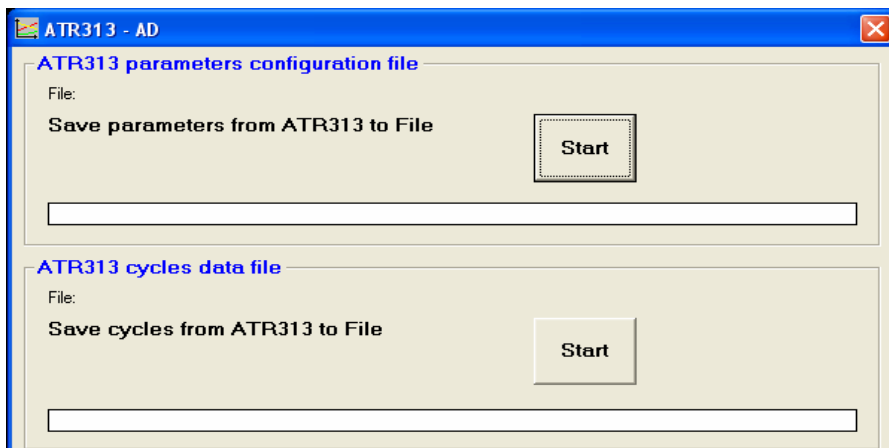 ATR313 - AD
ATR313 parameters configuration file
File:
Save parameters from ATR313 to File
Start
ATR313 cycles data file
File:
Save cycles from ATR313 to File
Start